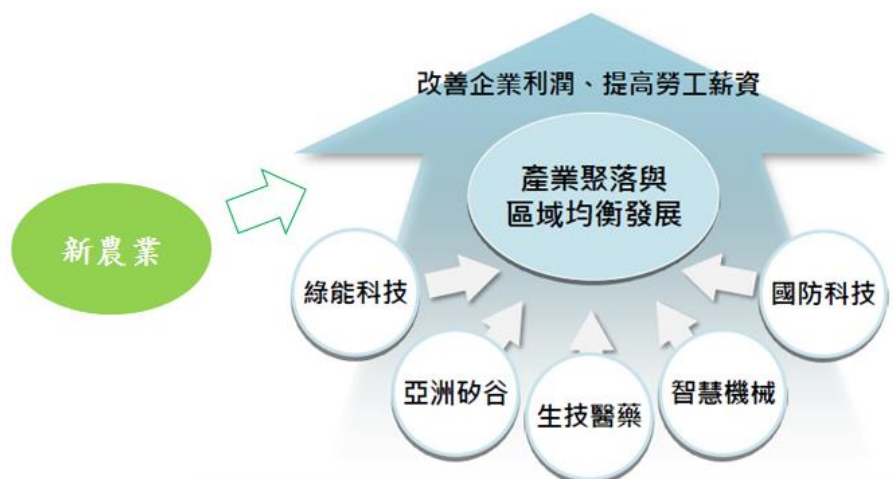 改善企業利潤、提高勞工薪資
產業聚落與
區域均衡發展
新農業
綠能科技
國防科技
亞洲矽谷
智慧機械
生技醫藥